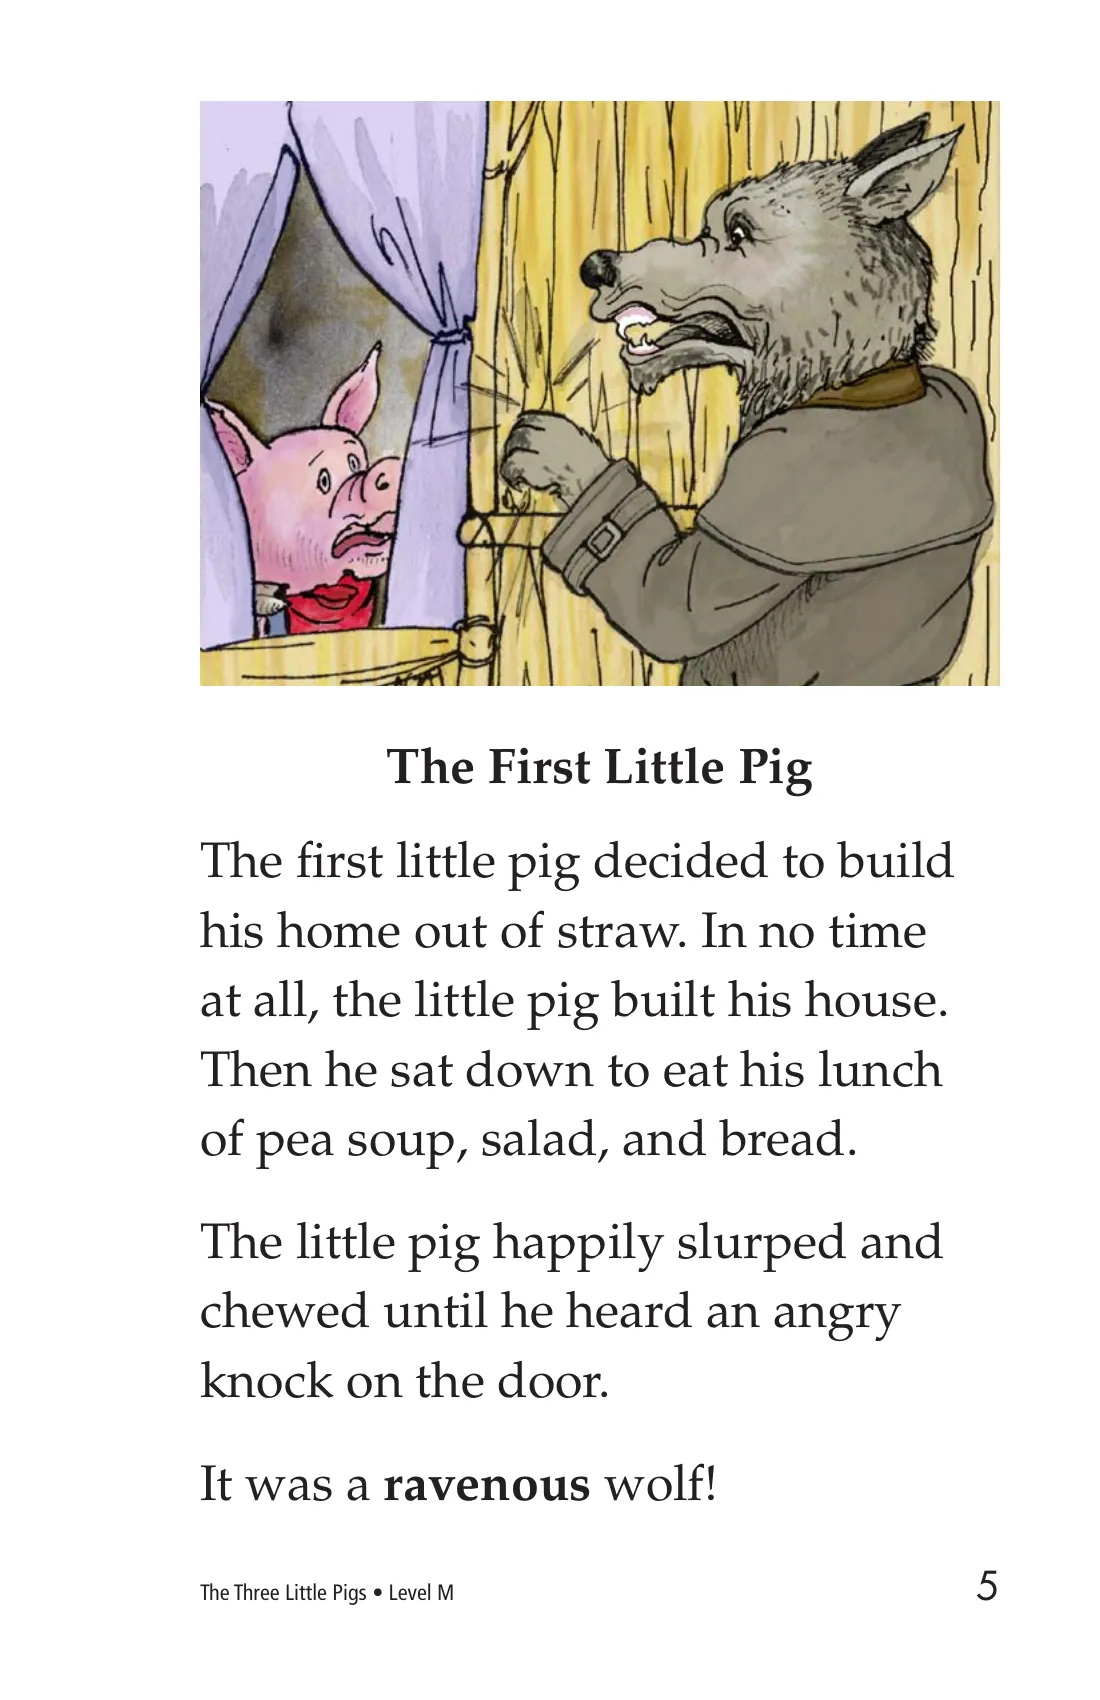 The First Little Pig
The first little pig decided to build
his home out of straw. In no time
at all, the little pig built his house.
Then he sat down to eat his lunch
of pea soup, salad, and bread.
The little pig happily slurped and
chewed until he heard an angry
knock on the door.
It was a ravenous wolf!
The Three Little Pigs • Level M
5